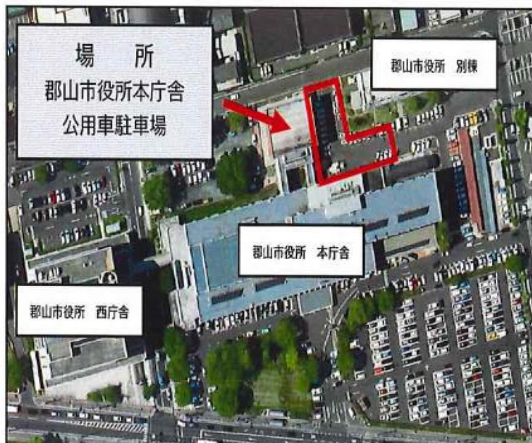 場　所
郡山市役所本庁舎
公用車駐車場
郡山市役所　別棟
郡山市役所　本庁舎
郡山市役所　西庁舎